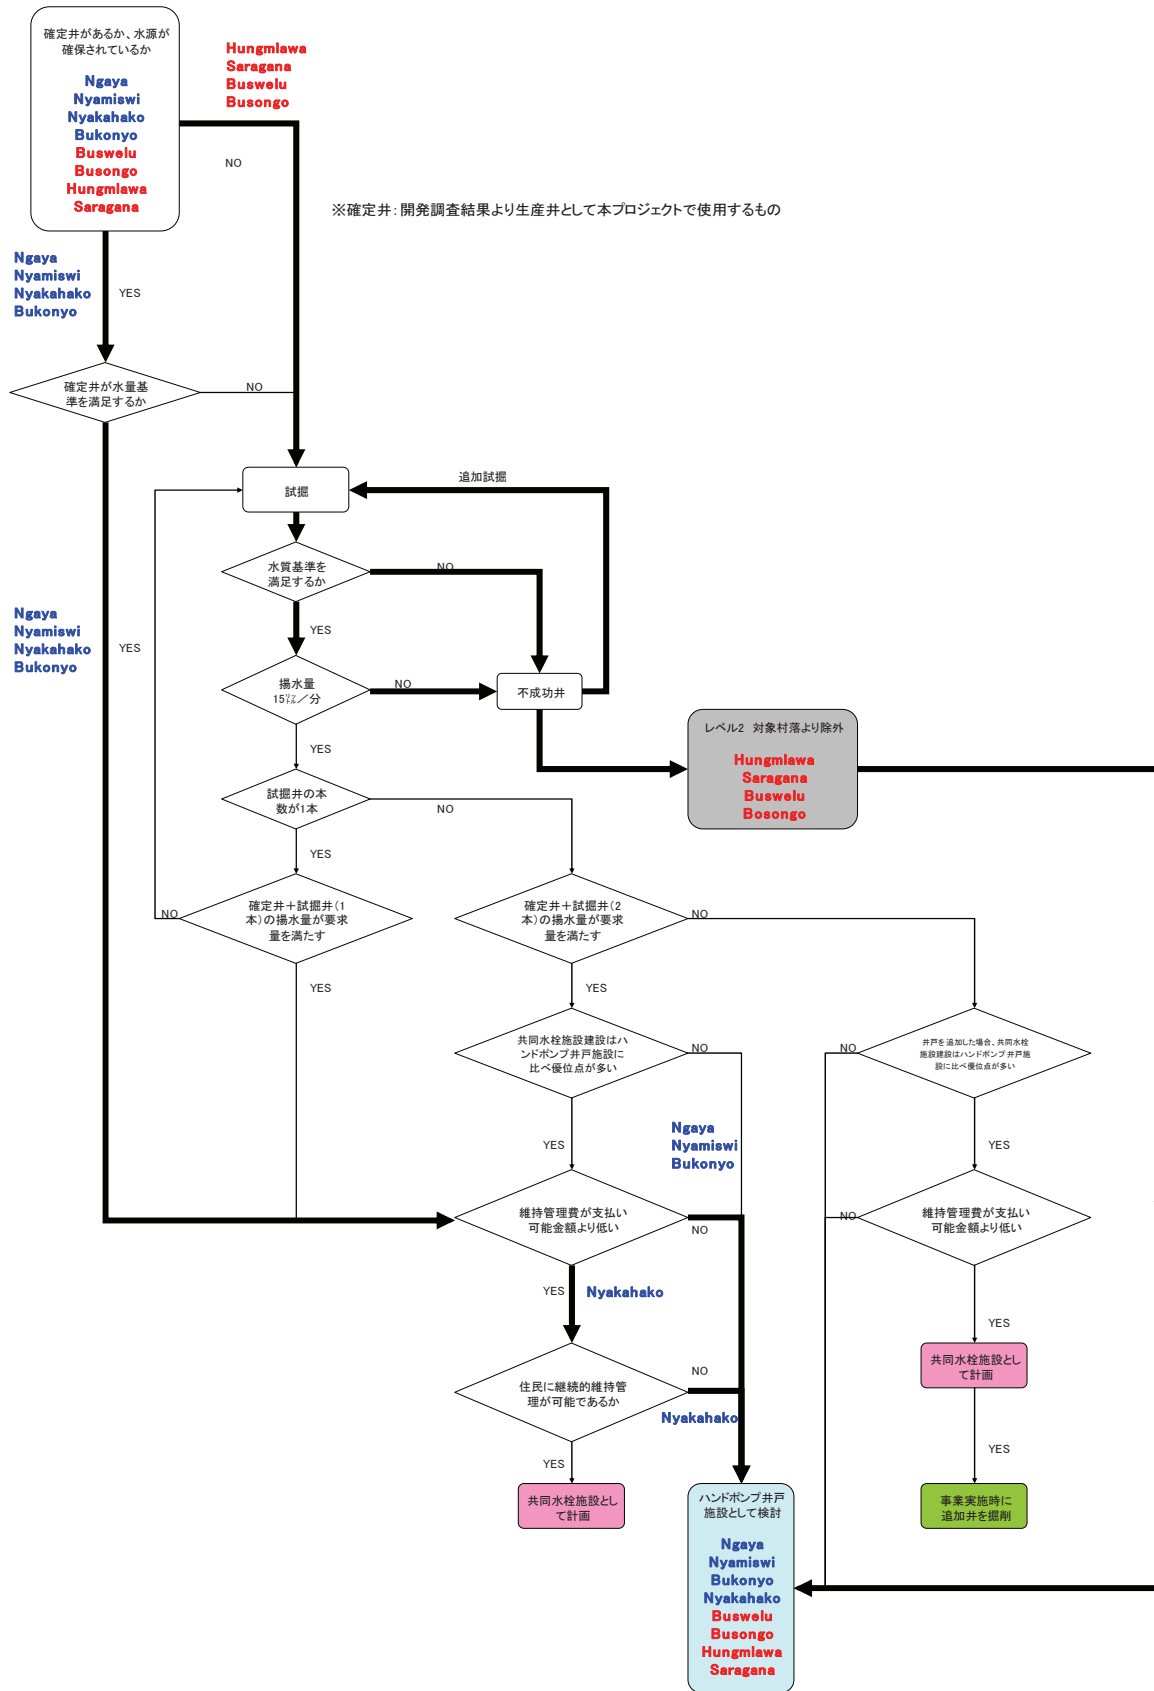 確定井があるか、水源が
確保されているか
Ngaya
Nyamiswi
Nyakahako
Bukonyo
Buswelu
Busongo
Hungmlawa
Saragana
Hungmlawa
Saragana
Buswelu
Busongo
NO
※確定井：開発調査結果より生産井として本プロジェクトで使用するもの
Ngaya
Nyamiswi
Nyakahako
Bukonyo
YES
確定井が水量基
準を満足するか
NO
試掘
追加試掘
水質基準を
満足するか
NO
YES
Ngaya
Nyamiswi
Nyakahako
Bukonyo
YES
揚水量
15㍑／分
NO
不成功井
YES
レベル2 対象村落より除外
Hungmlawa
Saragana
Buswelu
Bosongo
試掘井の本
数が1本
NO
YES
確定井＋試掘井（1
本）の揚水量が要求
量を満たす
NO
YES
確定井＋試掘井（2
本）の揚水量が要求
量を満たす
NO
YES
共同水栓施設建設はハ
ンドポンプ井戸施設に
比べ優位点が多い
NO
YES
井戸を追加した場合、共同水栓
施設建設はハンドポンプ井戸施
設に比べ優位点が多い
NO
YES
Ngaya
Nyamiswi
Bukonyo
維持管理費が支払い
可能金額より低い
NO
YES
Nyakahako
維持管理費が支払い
可能金額より低い
NO
YES
住民に継続的維持管
理が可能であるか
NO
Nyakahako
YES
共同水栓施設とし
て計画
共同水栓施設とし
て計画
YES
事業実施時に
追加井を掘削
ハンドポンプ井戸
施設として検討
Ngaya
Nyamiswi
Bukonyo
Nyakahako
Buswelu
Busongo
Hungmlawa
Saragana